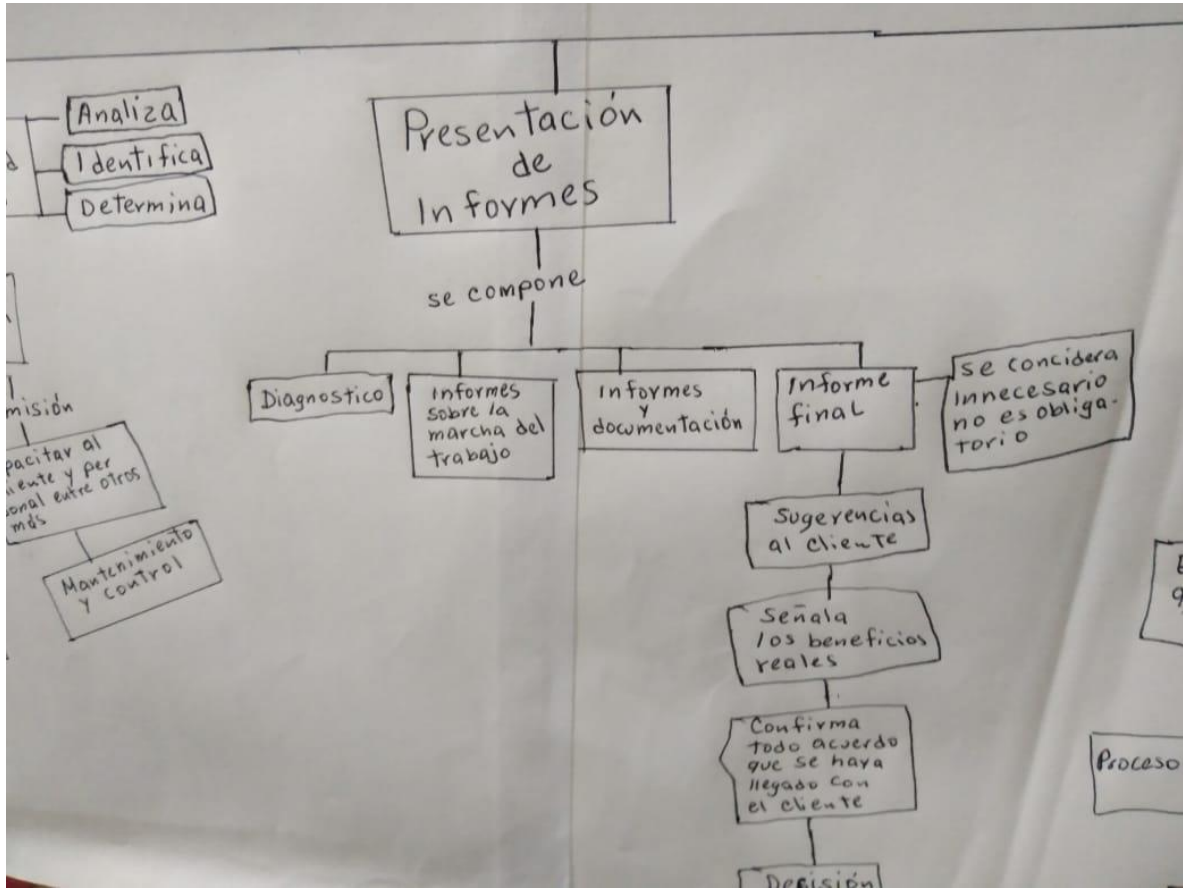 Analiza
Identifica
Determina
Presentación
de
Informes
se compone
Diagnostico
Informes
sobre la
marcha del
trabajo
Informes
y
documentación
Informe
final
se concidera
innecesario
no es obliga-
torio
Sugerencias
al cliente
Señala
los beneficios
reales
Confirma
todo acuerdo
que se haya
llegado con
el cliente
Decisión
misión
pacitar al
iente y per
sonal entre otros
más
Mantenimiento
y control
Proceso